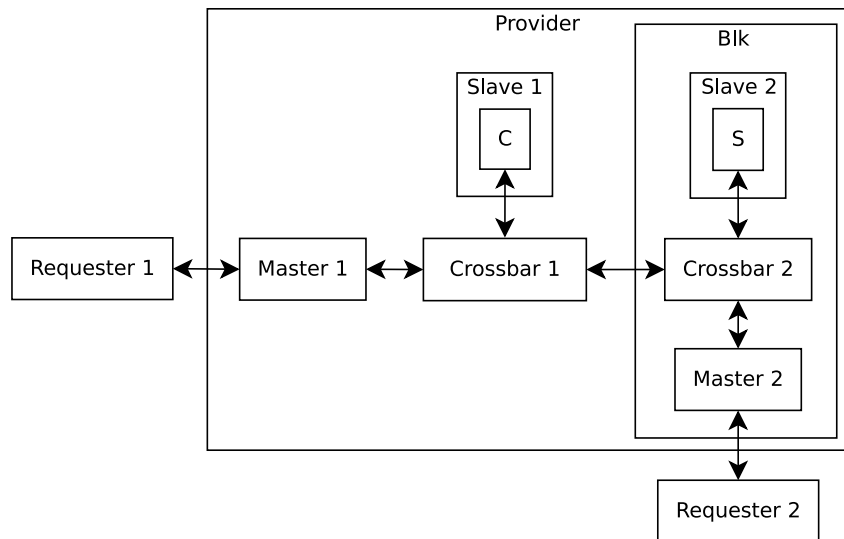 Provider
Blk
Slave 1
Slave 2
C
S
Requester 1
Master 1
Crossbar 1
Crossbar 2
Master 2
Requester 2